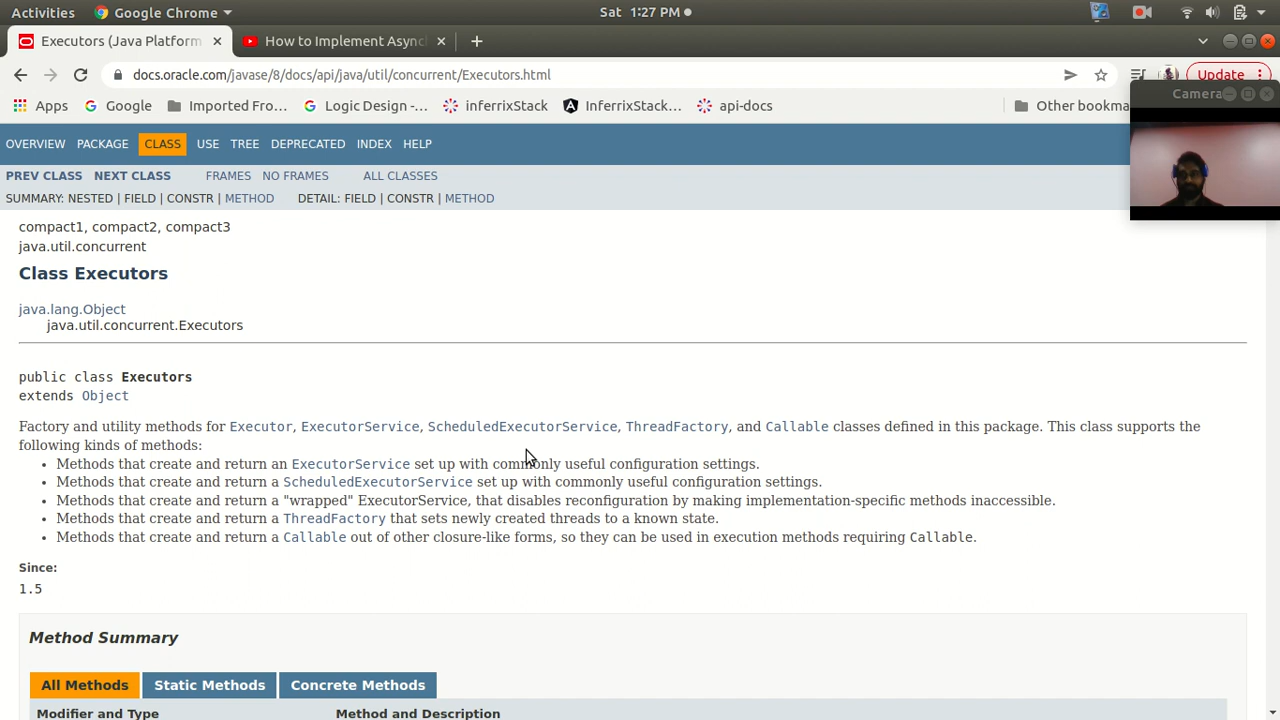 Activities Google Chrome Sat 1:27 PM
Executors (Java Platform How to Implement Async
docs.oracle.com/javase/8/docs/api/java/util/concurrent/Executors.html Update
Apps Google Imported Fro... Logic Design -... inferrixStack InferrixStack... api-docs Other bookma
Camera
OVERVIEW PACKAGE CLASS USE TREE DEPRECATED INDEX HELP
PREV CLASS NEXT CLASS FRAMES NO FRAMES ALL CLASSES
SUMMARY: NESTED | FIELD | CONSTR | METHOD DETAIL: FIELD | CONSTR | METHOD
compact1, compact2, compact3
java.util.concurrent
Class Executors
java.lang.Object
java.util.concurrent.Executors
public class Executors
extends Object
Factory and utility methods for Executor, ExecutorService, ScheduledExecutorService, ThreadFactory, and Callable classes defined in this package. This class supports the
following kinds of methods:
• Methods that create and return an ExecutorService set up with commonly useful configuration settings.
• Methods that create and return a ScheduledExecutorService set up with commonly useful configuration settings.
• Methods that create and return a "wrapped" ExecutorService, that disables reconfiguration by making implementation-specific methods inaccessible.
• Methods that create and return a ThreadFactory that sets newly created threads to a known state.
• Methods that create and return a Callable out of other closure-like forms, so they can be used in execution methods requiring Callable.
Since:
1.5
Method Summary
All Methods Static Methods Concrete Methods
Modifier and Type Method and Description